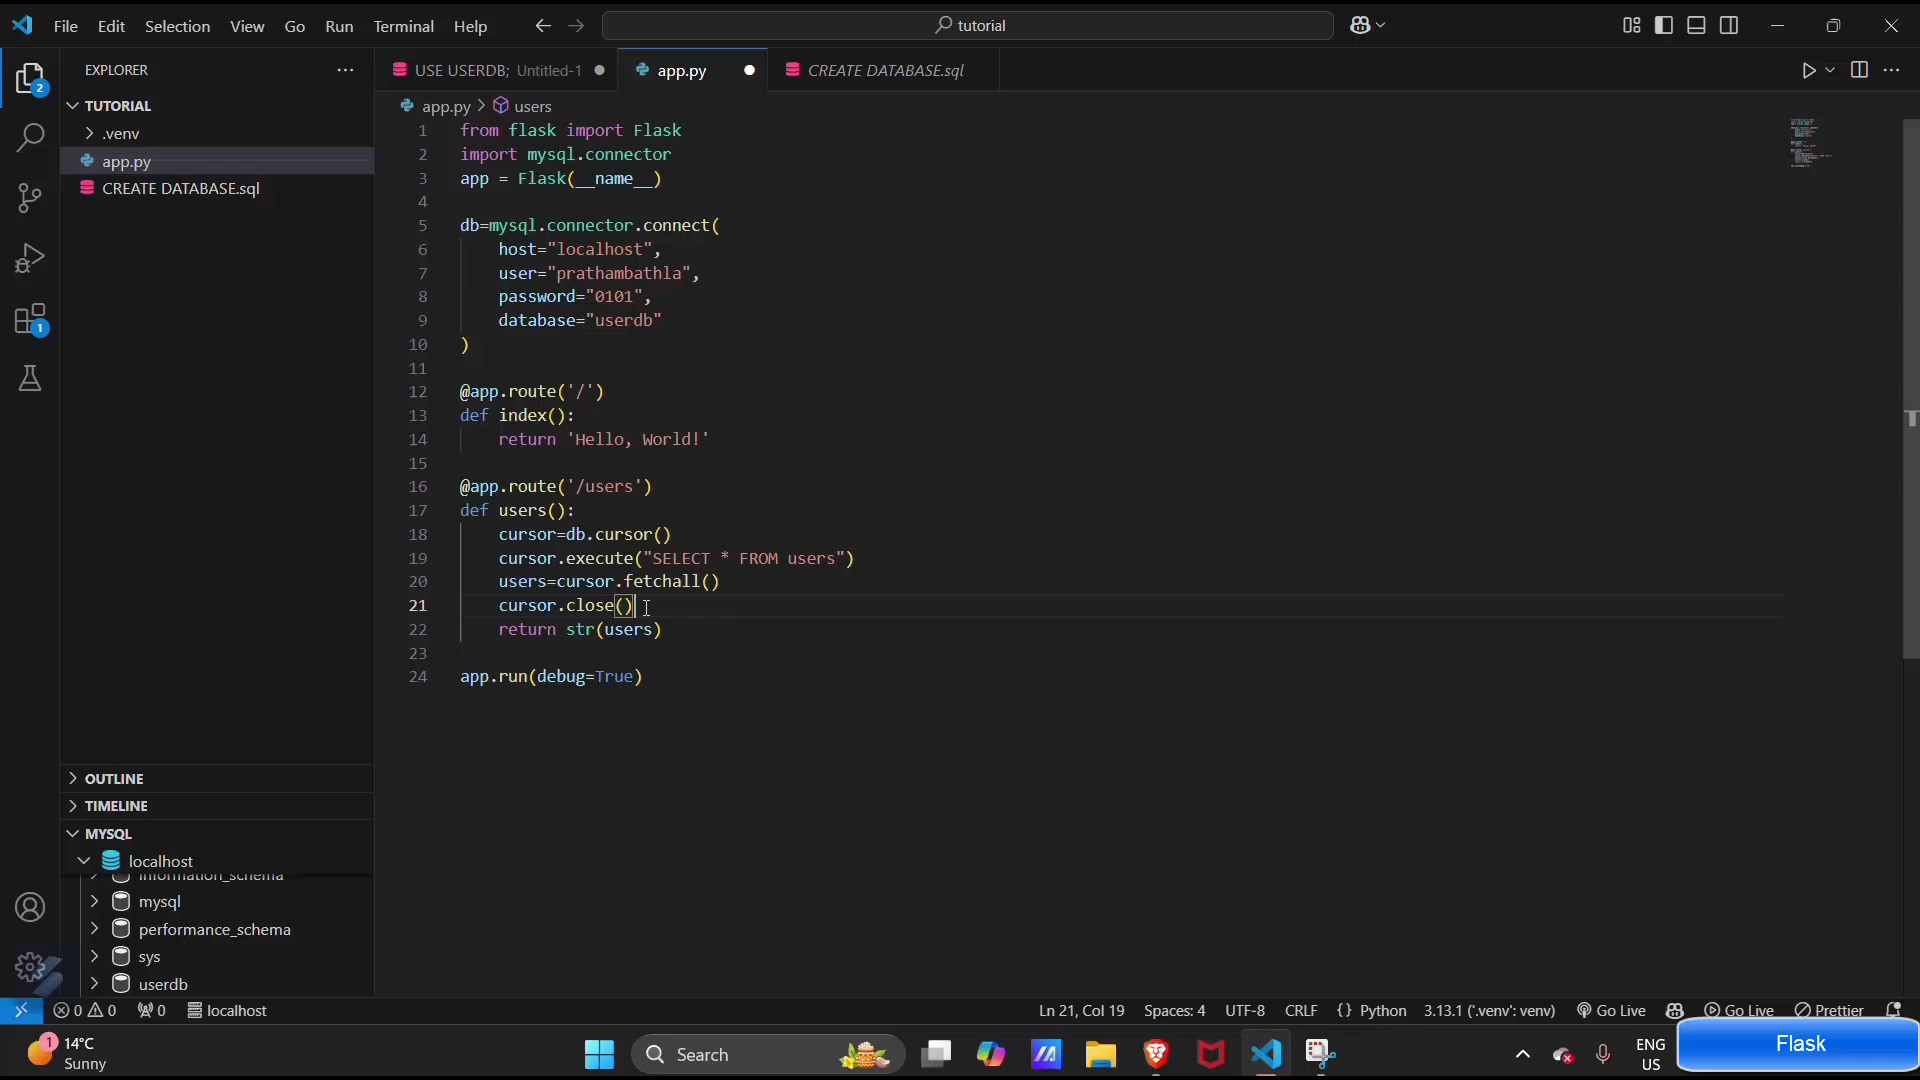 File Edit Selection View Go Run Terminal Help
tutorial
EXPLORER
USE USERDB; Untitled-1
app.py
CREATE DATABASE.sql
TUTORIAL
.venv
app.py
CREATE DATABASE.sql
app.py > users
1 from flask import Flask
2 import mysql.connector
3 app = Flask(__name__)
4
5 db=mysql.connector.connect(
6 host="localhost",
7 user="prathambathla",
8 password="0101",
9 database="userdb"
10 )
11
12 @app.route('/')
13 def index():
14 return 'Hello, World!'
15
16 @app.route('/users')
17 def users():
18 cursor=db.cursor()
19 cursor.execute("SELECT * FROM users")
20 users=cursor.fetchall()
21 cursor.close()
22 return str(users)
23
24 app.run(debug=True)
2
1
OUTLINE
TIMELINE
MYSQL
localhost
information_schema
mysql
performance_schema
sys
userdb
0 0 0 localhost
Ln 21, Col 19 Spaces: 4 UTF-8 CRLF {} Python 3.13.1 ('.venv': venv) Go Live Go Live Prettier
1
14°C
Sunny
Search
ENG
US
Flask